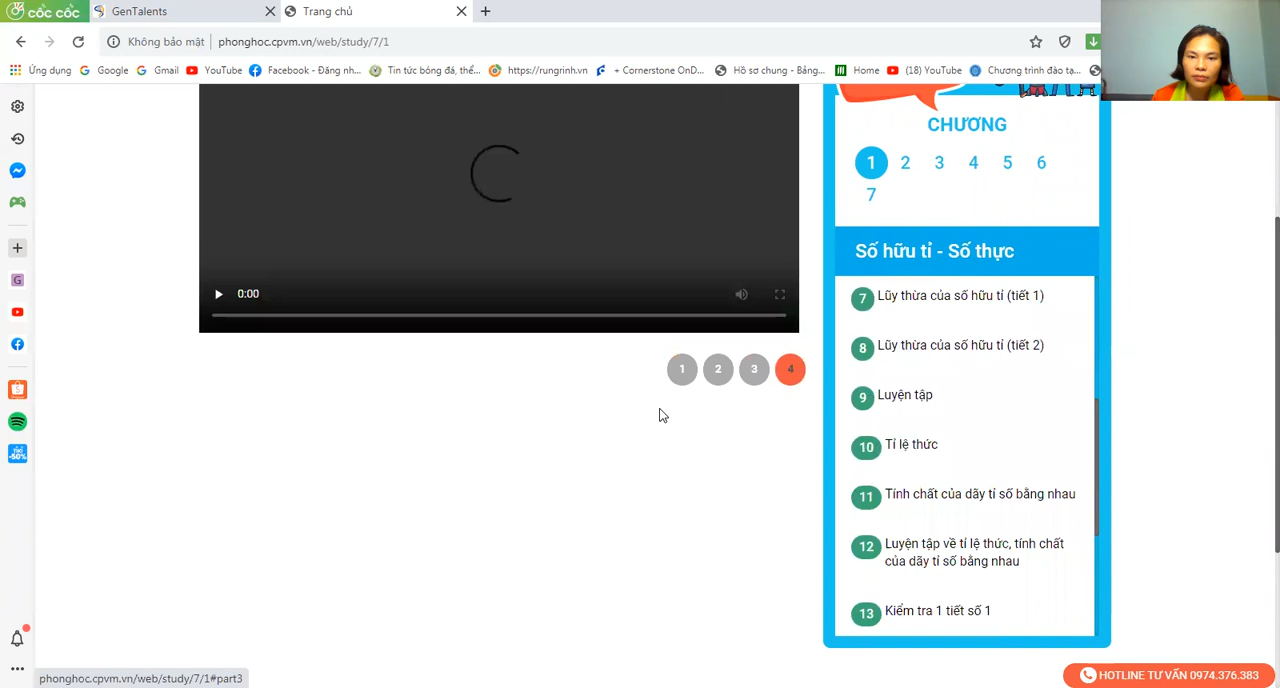 CỐC CỐC
GenTalents
Trang chủ
Không bảo mật
phonghoc.cpvm.vn/web/study/7/1
Ứng dụng
Google
Gmail
YouTube
Facebook - Đăng nh...
Tin tức bóng đá, thể...
https://rungrinh.vn
+ Cornerstone OnD...
Hồ sơ chung - Bảng...
Home
(18) YouTube
Chương trình đào tạ...
CHƯƠNG
1 2 3 4 5 6
7
Số hữu tỉ - Số thực
0:00
1 2 3 4
7 Lũy thừa của số hữu tỉ (tiết 1)
8 Lũy thừa của số hữu tỉ (tiết 2)
9 Luyện tập
10 Tỉ lệ thức
11 Tính chất của dãy tỉ số bằng nhau
12 Luyện tập về tỉ lệ thức, tính chất
của dãy tỉ số bằng nhau
13 Kiểm tra 1 tiết số 1
G
-50%
phonghoc.cpvm.vn/web/study/7/1#part3
HOTLINE TƯ VẤN 0974.376.383